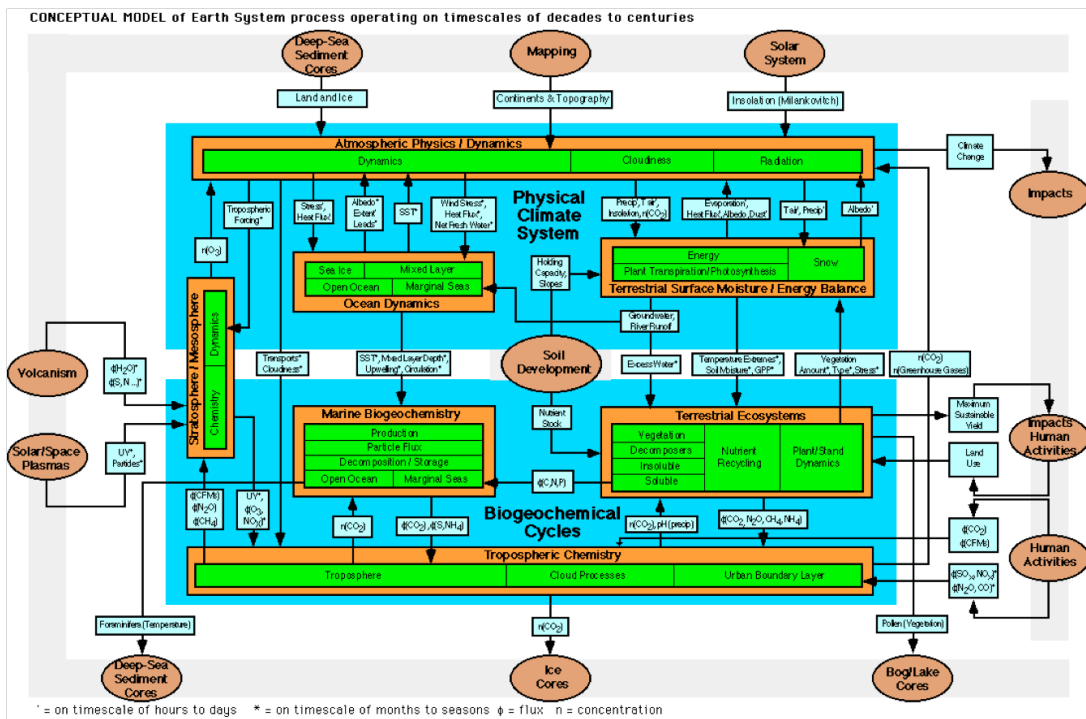 CONCEPTUAL MODEL of Earth System process operating on timescales of decades to centuries
Deep-Sea
Sediment
Cores
Mapping
Solar
System
Land and Ice
Continents & Topography
Insolation (Milankovitch)
Atmospheric Physics / Dynamics
Dynamics
Cloudiness
Radiation
Climate
Change
Impacts
Tropospheric
Forcing*
Stress',
Heat Flux'
Albedo*
Extent'
Leads*
SST*
Wind Stress*,
Heat Flux*,
Net Fresh Water*
Physical
Climate
System
Precip', Tair',
Insolation, n(CO2)
Evaporation',
Heat Flux', Albedo, Dust'
Tair', Precip'
Albedo'
n(O3)
Sea Ice
Mixed Layer
Open Ocean
Marginal Seas
Ocean Dynamics
Holding
Capacity,
Slopes
Energy
Plant Transpiration/Photosynthesis
Snow
Terrestrial Surface Moisture / Energy Balance
Stratosphere / Mesosphere
Dynamics
Chemistry
Groundwater,
River Runoff
Volcanism
ϕ(H2O)*
ϕ(S, N...)*
Transports*
Cloudiness*
SST*, Mixed Layer Depth*,
Upwelling*, Circulation*
Soil
Development
Excess Water*
Temperature Extremes*,
Soil Moisture*, GPP*
Vegetation
Amount*, Type*, Stress*
n(CO2)
n(Greenhouse Gases)
Solar/Space
Plasmas
UV*,
Particles*
Marine Biogeochemistry
Production
Particle Flux
Decomposition / Storage
Open Ocean
Marginal Seas
Nutrient
Stock
Terrestrial Ecosystems
Vegetation
Decomposers
Insoluble
Soluble
Nutrient
Recycling
Plant/Stand
Dynamics
Maximum
Sustainable
Yield
Impacts
Human
Activities
Land
Use
ϕ(CFMs)
ϕ(N2O)
ϕ(CH4)
UV*,
ϕ(O3,
NOx)*
n(CO2)
ϕ(CO2), ϕ(S,NH4)
ϕ(C,N,P)
Biogeochemical
Cycles
n(CO2), pH (precip)
ϕ(CO2, N2O, CH4, NH4)
ϕ(CO2)
ϕ(CFMs)
Human
Activities
Tropospheric Chemistry
Troposphere
Cloud Processes
Urban Boundary Layer
ϕ(SOx, NOx)*
ϕ(N2O, CO)*
Foraminifera (Temperature)
n(CO2)
Pollen (Vegetation)
Deep-Sea
Sediment
Cores
Ice
Cores
Bog/Lake
Cores
' = on timescale of hours to days * = on timescale of months to seasons ϕ = flux n = concentration